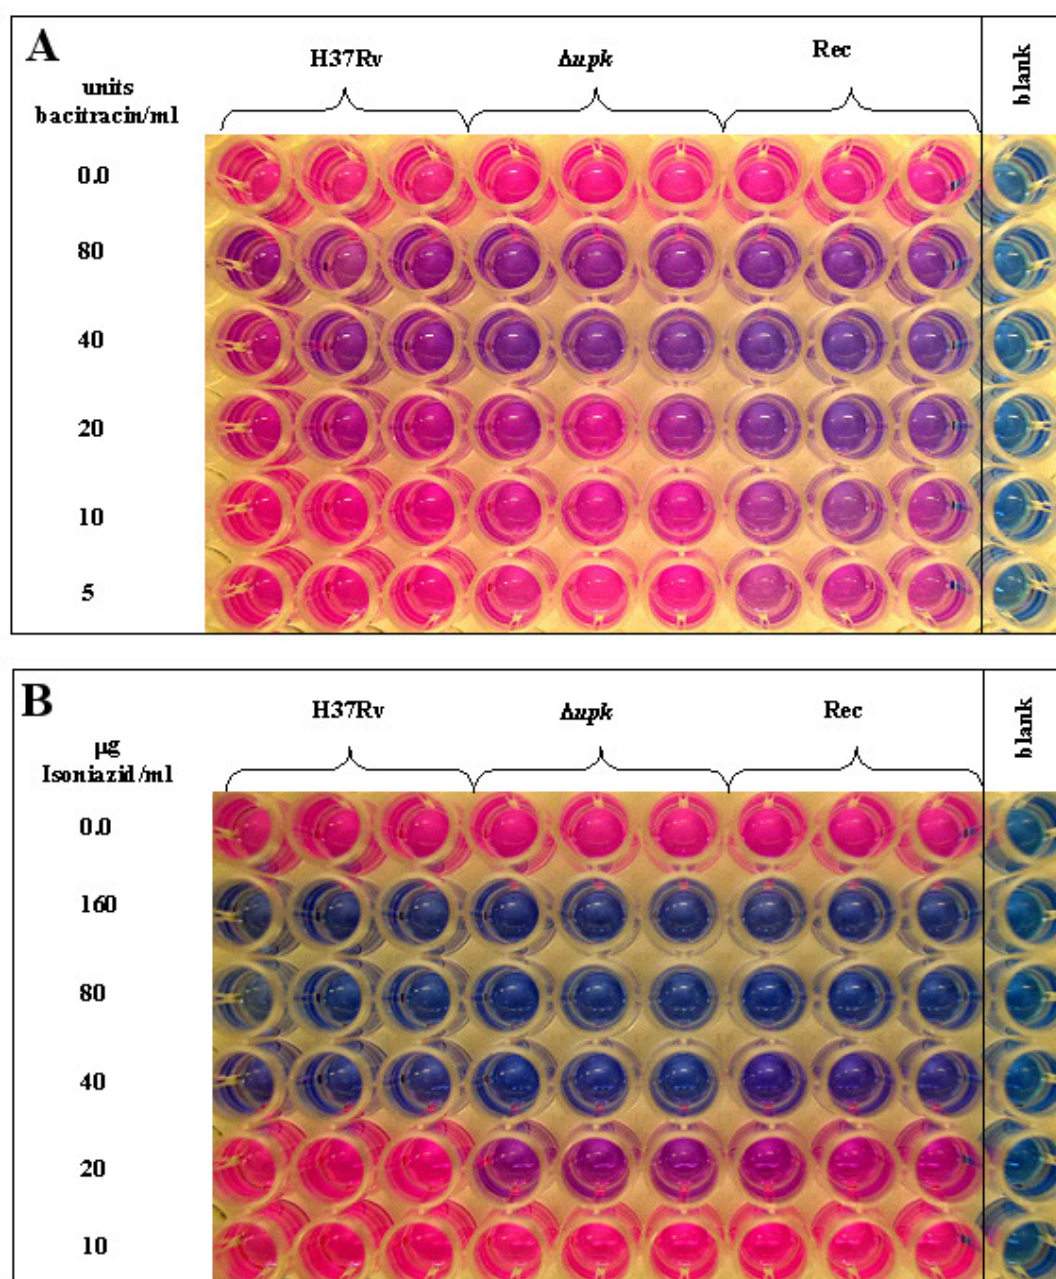 A
H37Rv
Δupk
Rec
blank
units
bacitracin/ml
0.0
80
40
20
10
5
B
H37Rv
Δupk
Rec
blank
µg
Isoniazid/ml
0.0
160
80
40
20
10